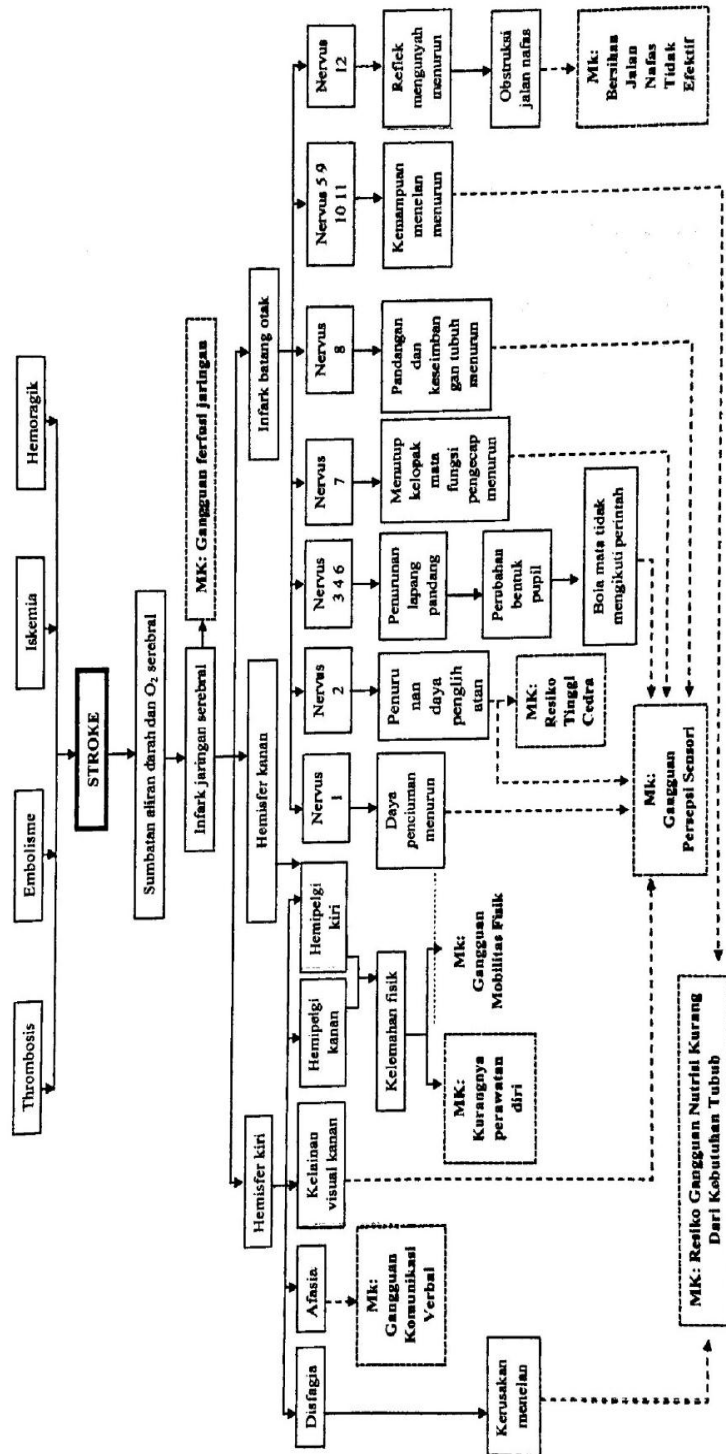 Thrombosis
Embolisme
Iskemia
Hemoragik
STROKE
Sumbatan aliran darah dan O₂ serebral
Infark jaringan serebral
MK: Gangguan ferfusi jaringan
Hemisfer kiri
Hemisfer kanan
Infark batang otak
Disfagia
Afasia
Kelainan
visual kanan
Hemipelgi
kanan
Hemipelgi
kiri
Nervus
1
Nervus
2
Nervus
3 4 6
Nervus
7
Nervus
8
Nervus 5 9
10 11
Nervus
12
Mk:
Gangguan
Komunikasi
Verbal
Kelemahan fisik
Daya
penciuman
menurun
Penuru
nan daya
penglih
atan
Penurunan
lapang
pandang
Menutup
kelopak
mata
fungsi
pengecap
menurun
Pandangan
dan
keseimban
gan tubuh
menurun
Kemampuan
menelan
menurun
Reflek
mengunyah
menurun
Kerusakan
menelan
MK:
Kurangnya
perawatan
diri
Mk:
Gangguan
Mobilitas Fisik
MK:
Resiko
Tinggi
Cedra
Perubahan
bentuk
pupil
Bola mata tidak
mengikuti perintah
Obstruksi
jalan nafas
Mk:
Bersihan
Jalan
Nafas
Tidak
Efektif
Mk:
Gangguan
Persepsi Sensori
MK: Resiko Gangguan Nutrisi Kurang
Dari Kebutuhan Tubub